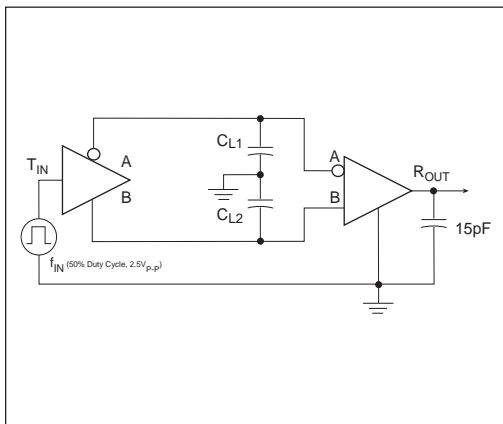 C_L1
A
T_IN
A
R_OUT
B
B
C_L2
15pF
f_IN (50% Duty Cycle, 2.5V_P-P)